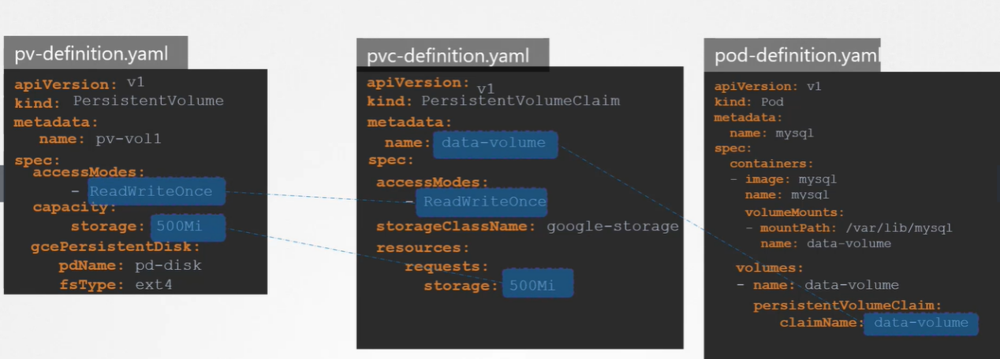 pv-definition.yaml
apiVersion: v1
kind: PersistentVolume
metadata:
name: pv-vol1
spec:
accessModes:
- ReadWriteOnce
capacity:
storage: 500Mi
gcePersistentDisk:
pdName: pd-disk
fsType: ext4
pvc-definition.yaml
apiVersion: v1
kind: PersistentVolumeClaim
metadata:
name: data-volume
spec:
accessModes:
- ReadWriteOnce
storageClassName: google-storage
resources:
requests:
storage: 500Mi
pod-definition.yaml
apiVersion: v1
kind: Pod
metadata:
name: mysql
spec:
containers:
- image: mysql
name: mysql
volumeMounts:
- mountPath: /var/lib/mysql
name: data-volume
volumes:
- name: data-volume
persistentVolumeClaim:
claimName: data-volume